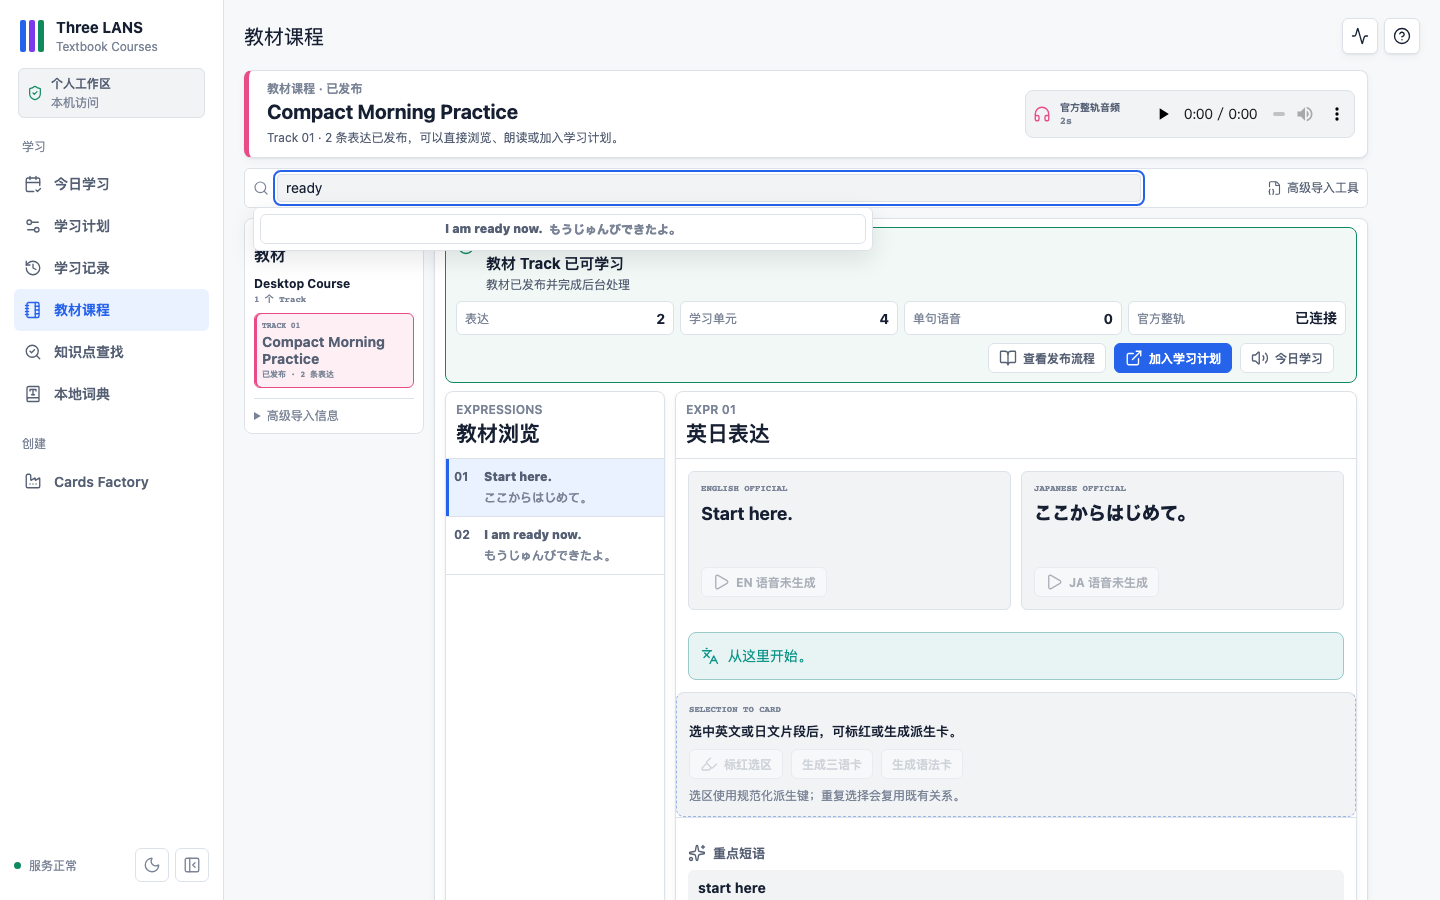 Three LANS
Textbook Courses
个人工作区
本机访问
学习
今日学习
学习计划
学习记录
教材课程
知识点查找
本地词典
创建
Cards Factory
服务正常
教材课程
教材课程 · 已发布
Compact Morning Practice
Track 01 · 2 条表达已发布，可以直接浏览、朗读或加入学习计划。
官方整轨音频
2s
0:00 / 0:00
ready
高级导入工具
I am ready now. もうじゅんびできたよ。
教材
Desktop Course
1 个 Track
TRACK 01
Compact Morning
Practice
已发布 · 2 条表达
高级导入信息
教材 Track 已可学习
教材已发布并完成后台处理
表达 2
学习单元 4
单句语音 0
官方整轨 已连接
查看发布流程
加入学习计划
今日学习
EXPRESSIONS
教材浏览
01 Start here.
ここからはじめて。
02 I am ready now.
もうじゅんびできたよ。
EXPR 01
英日表达
ENGLISH OFFICIAL
Start here.
EN 语音未生成
JAPANESE OFFICIAL
ここからはじめて。
JA 语音未生成
从这里开始。
SELECTION TO CARD
选中英文或日文片段后，可标红或生成派生卡。
标红选区
生成三语卡
生成语法卡
选区使用规范化派生键；重复选择会复用既有关系。
重点短语
start here